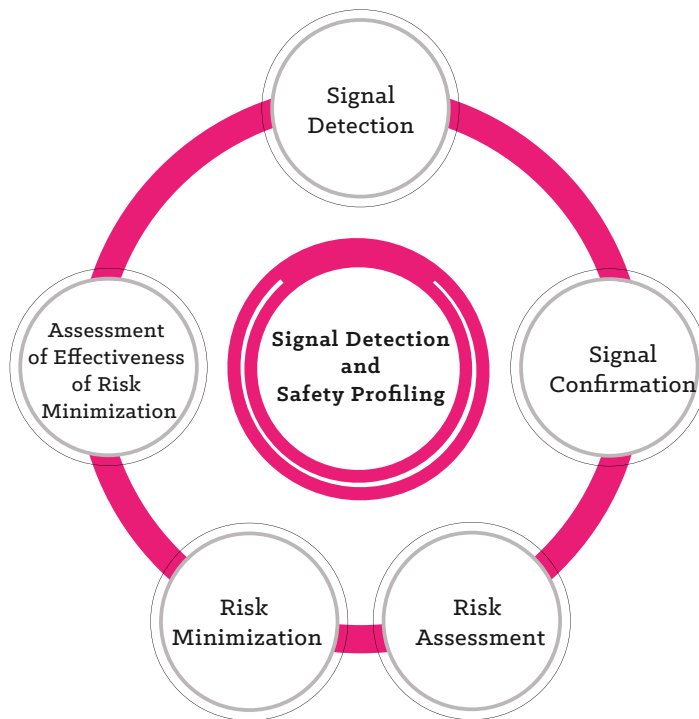 Signal
Detection
Signal Detection
and
Safety Profiling
Assessment
of Effectiveness
of Risk
Minimization
Signal
Confirmation
Risk
Minimization
Risk
Assessment